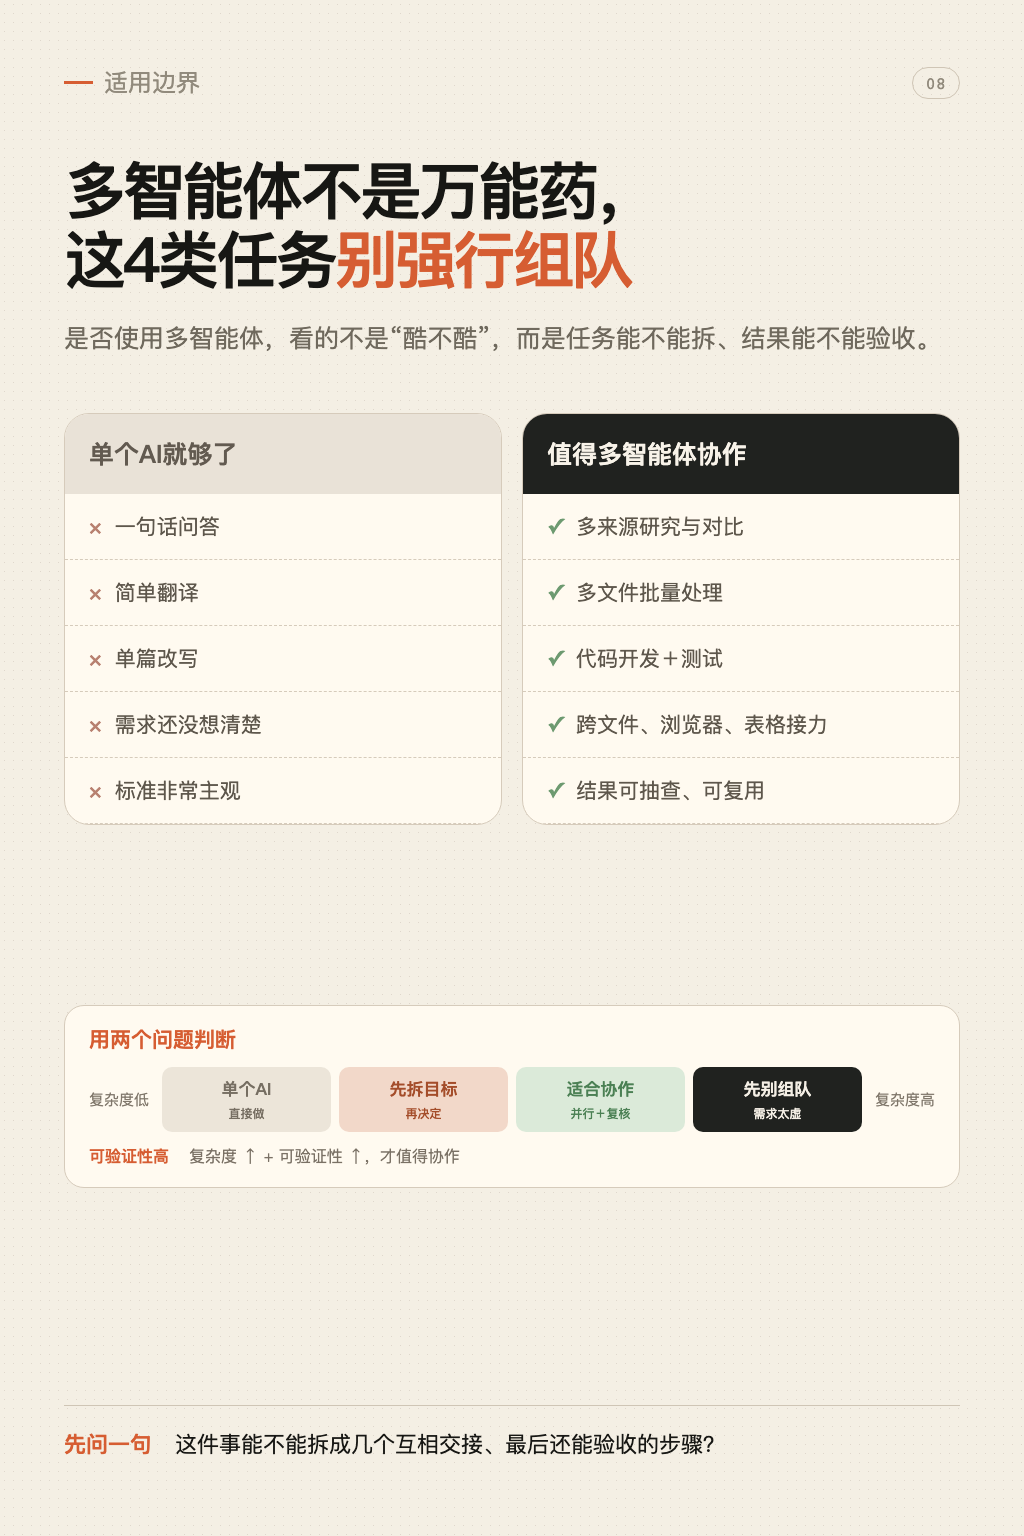 适用边界
08
多智能体不是万能药，
这4类任务别强行组队
是否使用多智能体，看的不是“酷不酷”，而是任务能不能拆、结果能不能验收。
单个AI就够了
× 一句话问答
× 简单翻译
× 单篇改写
× 需求还没想清楚
× 标准非常主观
值得多智能体协作
✓ 多来源研究与对比
✓ 多文件批量处理
✓ 代码开发＋测试
✓ 跨文件、浏览器、表格接力
✓ 结果可抽查、可复用
用两个问题判断
复杂度低
单个AI
直接做
先拆目标
再决定
适合协作
并行＋复核
先别组队
需求太虚
复杂度高
可验证性高 复杂度 ↑ + 可验证性 ↑，才值得协作
先问一句 这件事能不能拆成几个互相交接、最后还能验收的步骤？